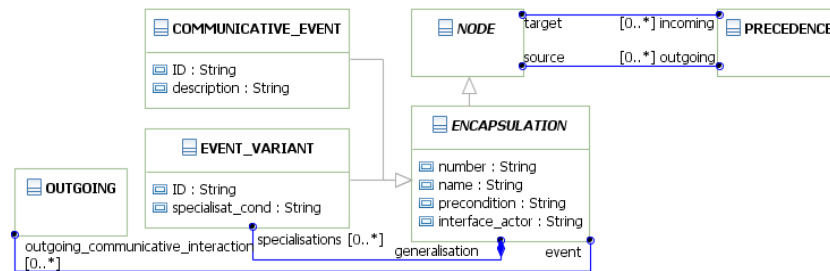 COMMUNICATIVE_EVENT
ID : String
description : String
NODE
target [0..*] incoming
source [0..*] outgoing
PRECEDENCE
EVENT_VARIANT
ID : String
specialisat_cond : String
ENCAPSULATION
number : String
name : String
precondition : String
interface_actor : String
OUTGOING
outgoing_communicative_interaction
[0..*]
specialisations [0..*]
generalisation
event